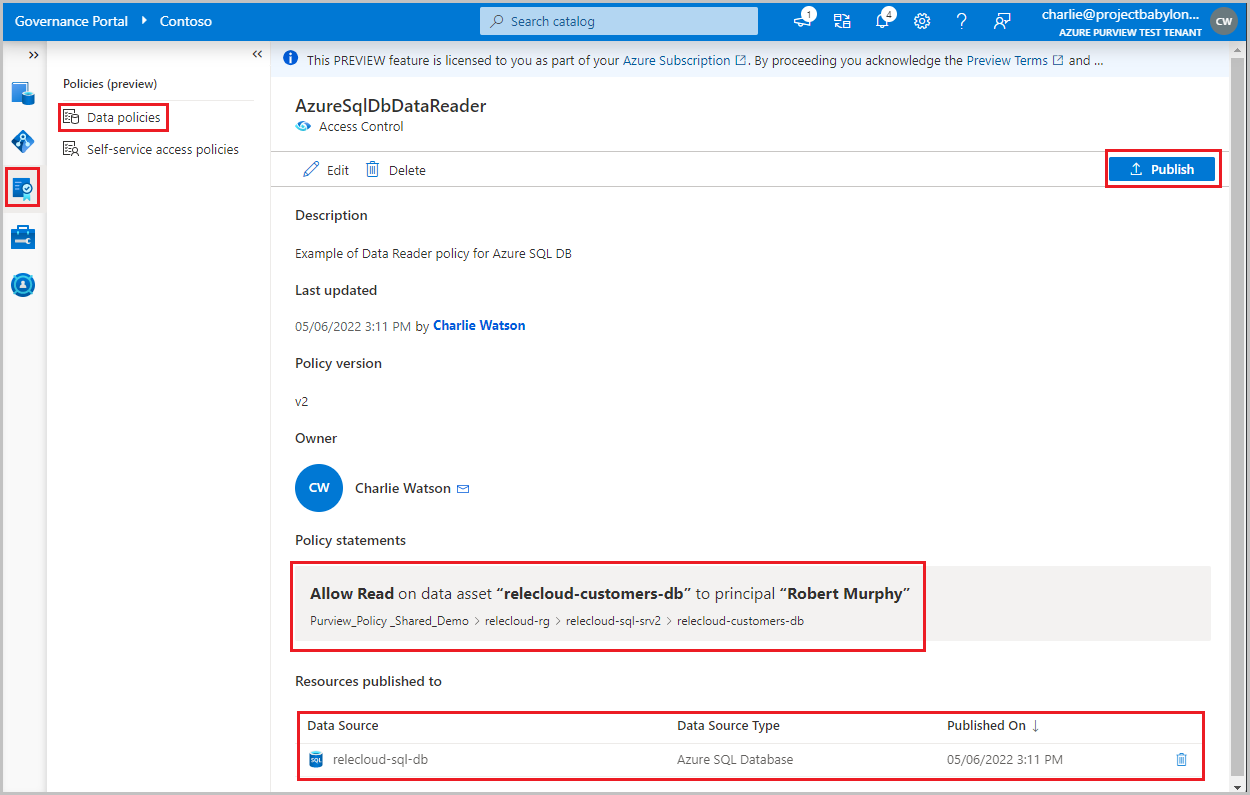 Governance Portal Contoso
Search catalog
1
4
charlie@projectbabylon...
AZURE PURVIEW TEST TENANT
CW
This PREVIEW feature is licensed to you as part of your Azure Subscription . By proceeding you acknowledge the Preview Terms and ...
Policies (preview)
Data policies
Self-service access policies
AzureSqlDbDataReader
Access Control
Edit Delete
Publish
Description
Example of Data Reader policy for Azure SQL DB
Last updated
05/06/2022 3:11 PM by Charlie Watson
Policy version
v2
Owner
CW Charlie Watson
Policy statements
Allow Read on data asset “relecloud-customers-db” to principal “Robert Murphy”
Purview_Policy _Shared_Demo > relecloud-rg > relecloud-sql-srv2 > relecloud-customers-db
Resources published to
Data Source Data Source Type Published On ↓
SQL relecloud-sql-db Azure SQL Database 05/06/2022 3:11 PM